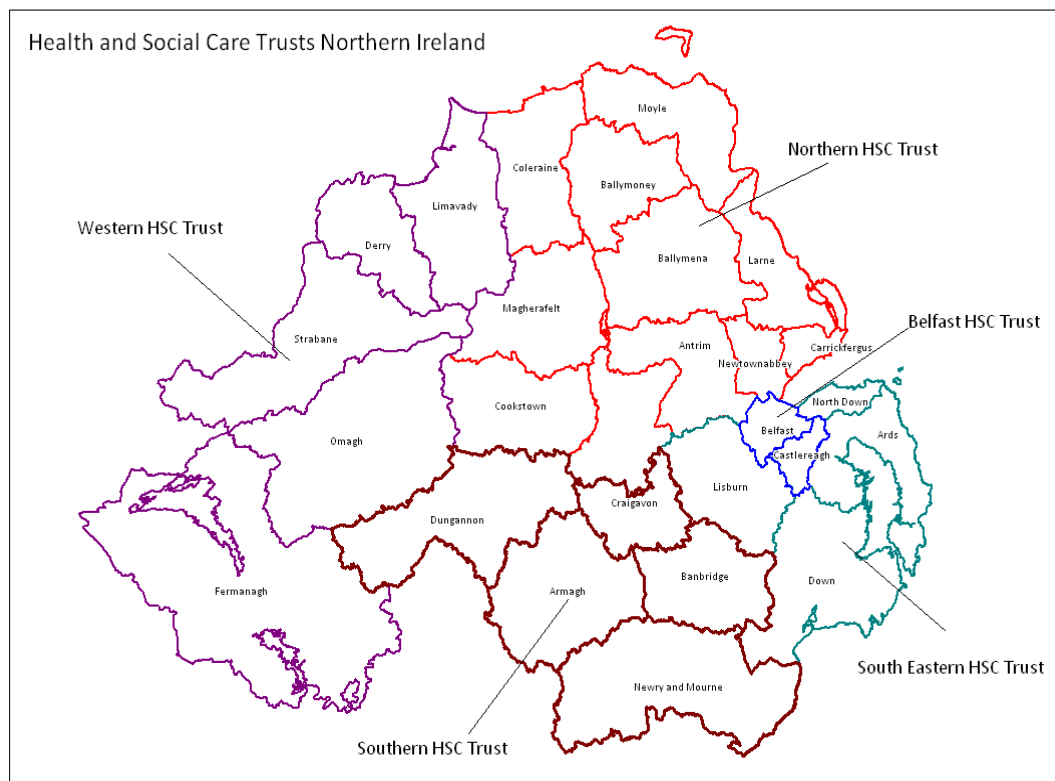 Health and Social Care Trusts Northern Ireland
Moyle
Northern HSC Trust
Coleraine
Ballymoney
Limavady
Western HSC Trust
Derry
Ballymena
Larne
Magherafelt
Belfast HSC Trust
Strabane
Antrim
Carrickfergus
Newtownabbey
Cookstown
North Down
Belfast
Ards
Omagh
Castlereagh
Lisburn
Craigavon
Dungannon
Banbridge
Down
Fermanagh
Armagh
South Eastern HSC Trust
Newry and Mourne
Southern HSC Trust